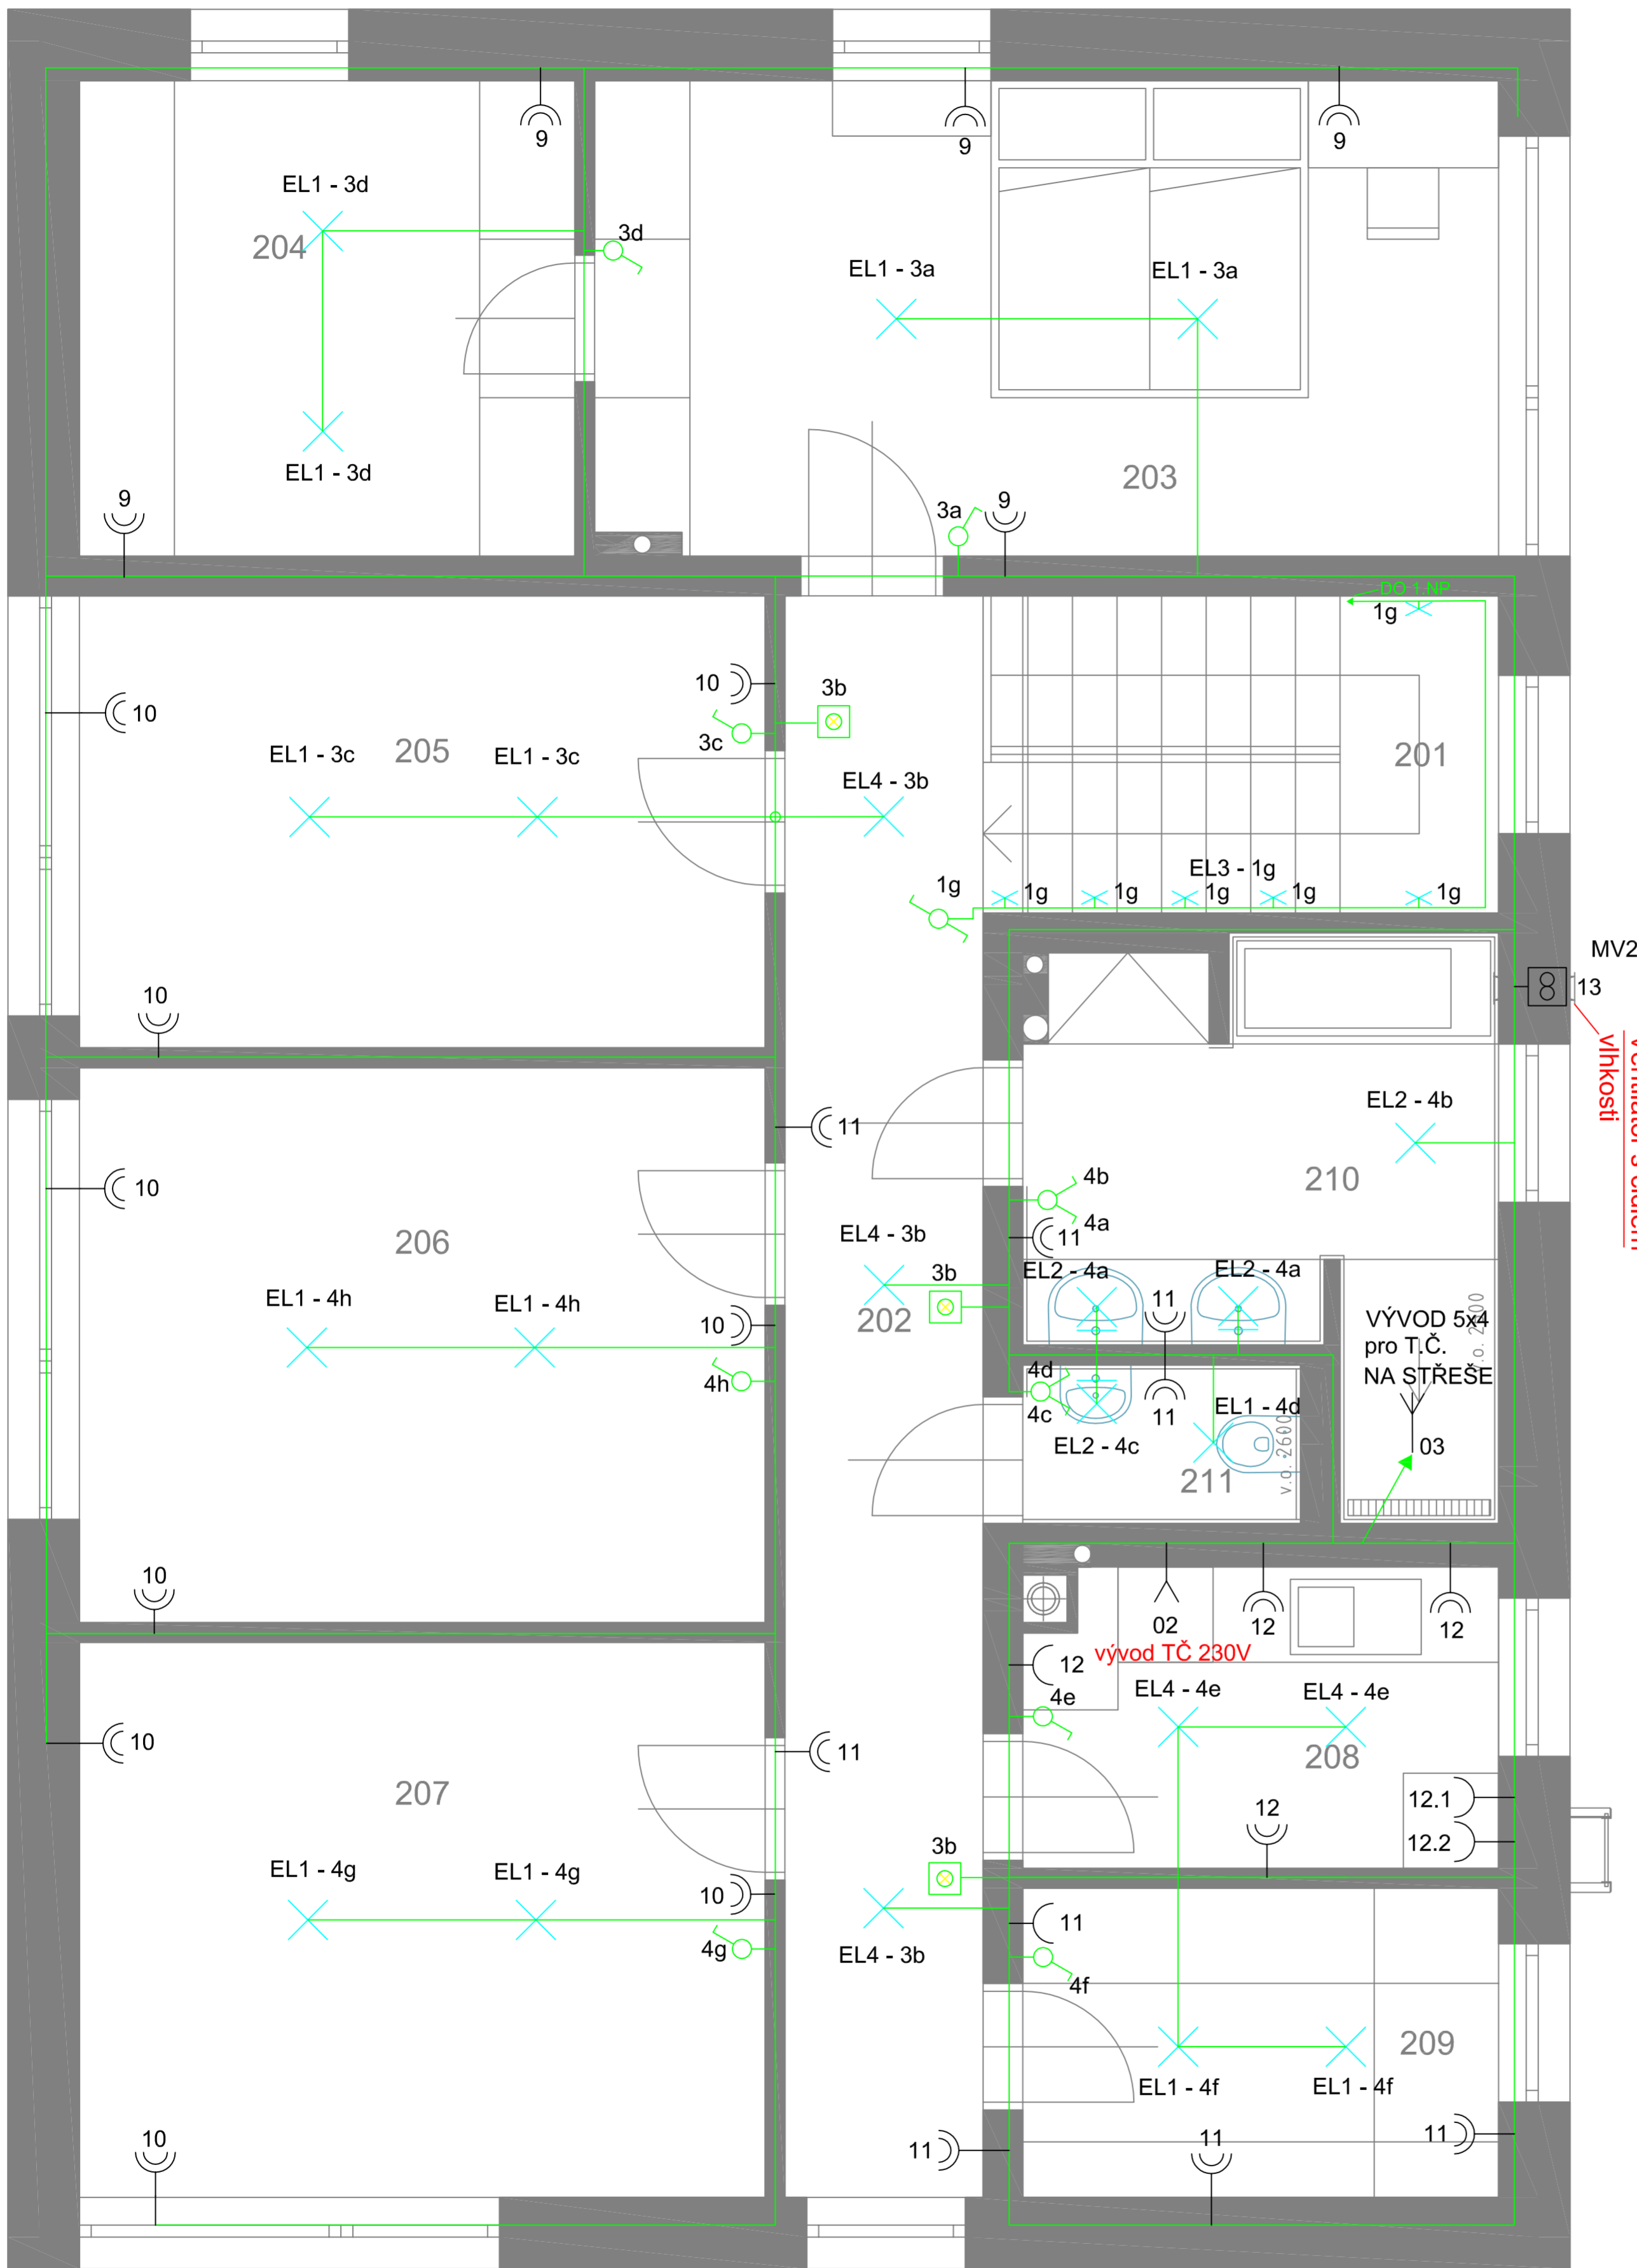 9
9
9
EL1 - 3d
204
3d
EL1 - 3a
EL1 - 3a
EL1 - 3d
203
9
3a
9
DO 1.NP
1g
10
3b
10
3c
EL1 - 3c
205
EL1 - 3c
201
EL4 - 3b
EL3 - 1g
1g
1g
1g
1g
1g
1g
MV2
13
10
vlhkosti
EL2 - 4b
11
10
4b
210
4a
206
EL4 - 3b
11
3b
EL2 - 4a
EL2 - 4a
EL1 - 4h
EL1 - 4h
11
202
10
VÝVOD 5x4
pro T.Č.
NA STŘEŠE
4h
4d
4c
11
EL1 - 4d
EL2 - 4c
03
211
v.o. 2600
10
02
12
12
vývod TČ 230V
12
4e
EL4 - 4e
EL4 - 4e
10
11
208
207
12.1
12
12.2
3b
EL1 - 4g
EL1 - 4g
10
11
4g
EL4 - 3b
4f
209
EL1 - 4f
EL1 - 4f
10
11
11
11